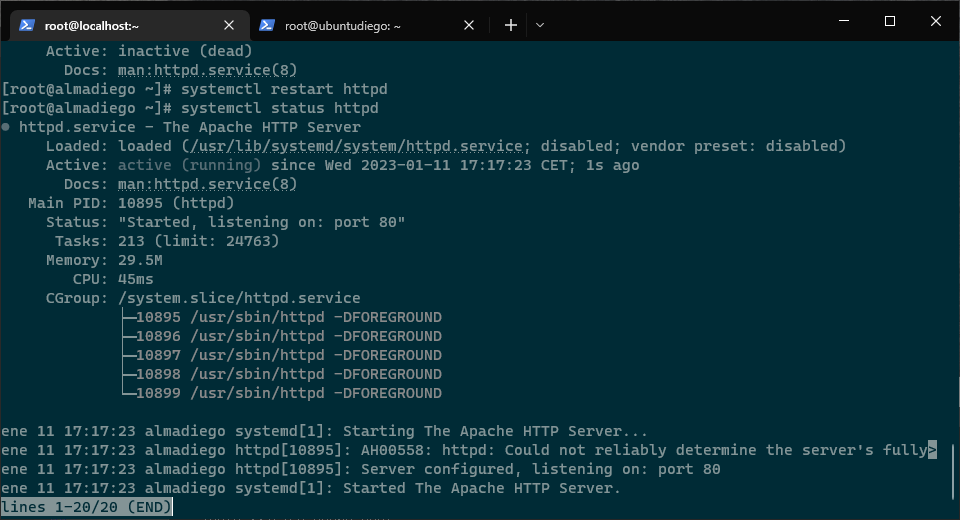 root@localhost:~
root@ubuntudiego: ~
Active: inactive (dead)
Docs: man:httpd.service(8)
[root@almadiego ~]# systemctl restart httpd
[root@almadiego ~]# systemctl status httpd
● httpd.service - The Apache HTTP Server
Loaded: loaded (/usr/lib/systemd/system/httpd.service; disabled; vendor preset: disabled)
Active: active (running) since Wed 2023-01-11 17:17:23 CET; 1s ago
Docs: man:httpd.service(8)
Main PID: 10895 (httpd)
Status: "Started, listening on: port 80"
Tasks: 213 (limit: 24763)
Memory: 29.5M
CPU: 45ms
CGroup: /system.slice/httpd.service
├─10895 /usr/sbin/httpd -DFOREGROUND
├─10896 /usr/sbin/httpd -DFOREGROUND
├─10897 /usr/sbin/httpd -DFOREGROUND
├─10898 /usr/sbin/httpd -DFOREGROUND
└─10899 /usr/sbin/httpd -DFOREGROUND
ene 11 17:17:23 almadiego systemd[1]: Starting The Apache HTTP Server...
ene 11 17:17:23 almadiego httpd[10895]: AH00558: httpd: Could not reliably determine the server's fully>
ene 11 17:17:23 almadiego httpd[10895]: Server configured, listening on: port 80
ene 11 17:17:23 almadiego systemd[1]: Started The Apache HTTP Server.
lines 1-20/20 (END)